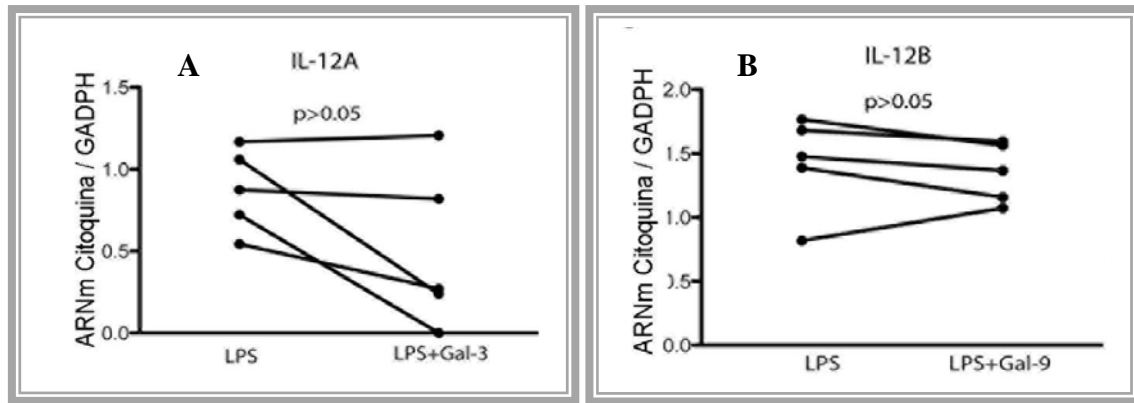 A
IL-12A
p>0.05
ARNm Citoquina / GADPH
1.5
1.0
0.5
0.0
LPS
LPS+Gal-3
B
IL-12B
p>0.05
ARNm Citoquina / GADPH
2.0
1.5
1.0
).5
0.0
LPS
LPS+Gal-9